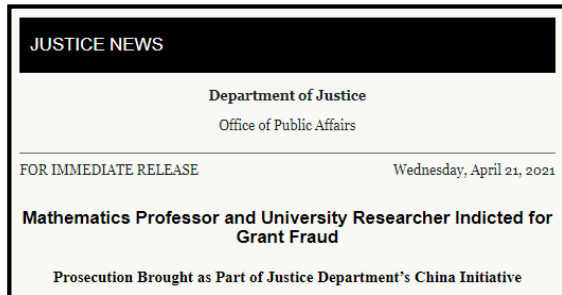 JUSTICE NEWS
Department of Justice
Office of Public Affairs
FOR IMMEDIATE RELEASE Wednesday, April 21, 2021
Mathematics Professor and University Researcher Indicted for
Grant Fraud
Prosecution Brought as Part of Justice Department's China Initiative